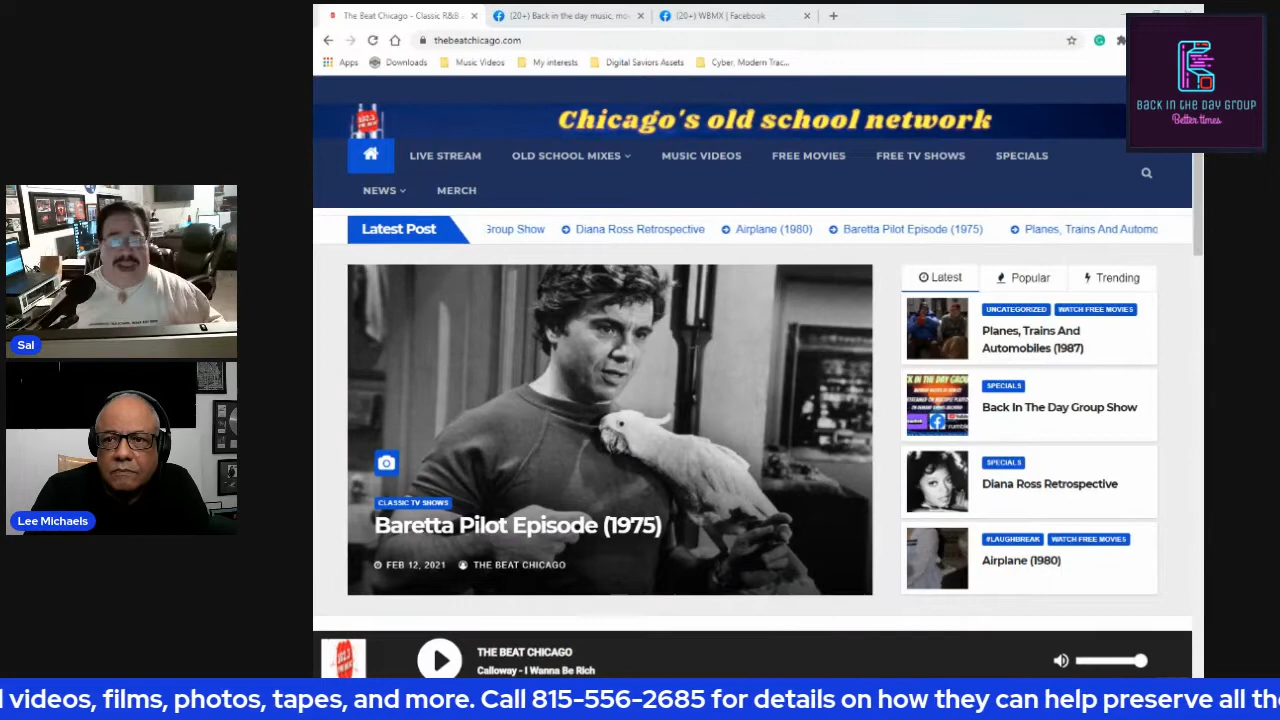 The Beat Chicago - Classic R&B
(20+) Back in the day music, mo
(20+) WBMX | Facebook
thebeatchicago.com
Apps
Downloads
Music Videos
My interests
Digital Saviors Assets
Cyber, Modern Trac...
Back in the day group
Better times
Chicago's old school network
LIVE STREAM
OLD SCHOOL MIXES
MUSIC VIDEOS
FREE MOVIES
FREE TV SHOWS
SPECIALS
NEWS
MERCH
Latest Post
Group Show
Diana Ross Retrospective
Airplane (1980)
Baretta Pilot Episode (1975)
Planes, Trains And Automo
Latest
Popular
Trending
UNCATEGORIZED
WATCH FREE MOVIES
Planes, Trains And
Automobiles (1987)
SPECIALS
Back In The Day Group Show
SPECIALS
Diana Ross Retrospective
#LAUGHBREAK
WATCH FREE MOVIES
Airplane (1980)
CLASSIC TV SHOWS
Baretta Pilot Episode (1975)
FEB 12, 2021
THE BEAT CHICAGO
Sal
Lee Michaels
THE BEAT CHICAGO
Calloway - I Wanna Be Rich
l videos, films, photos, tapes, and more. Call 815-556-2685 for details on how they can help preserve all the